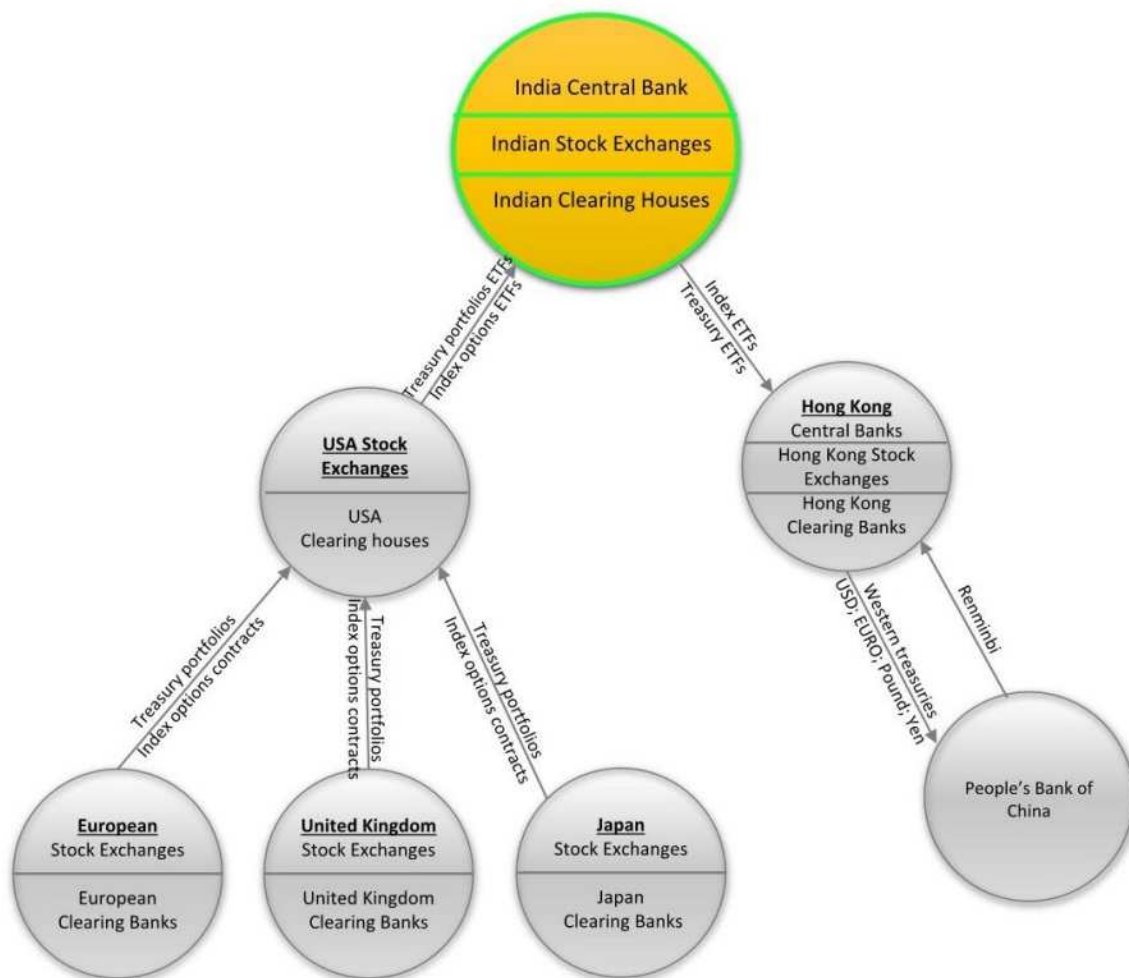 India Central Bank
Indian Stock Exchanges
Indian Clearing Houses
Treasury portfolios ETFs
Index options ETFs
Index ETFs
Treasury ETFs
USA Stock
Exchanges
USA
Clearing houses
Hong Kong
Central Banks
Hong Kong Stock
Exchanges
Hong Kong
Clearing Banks
Treasury portfolios
Index options contracts
Treasury portfolios
Index options contracts
Treasury portfolios
Index options contracts
Western treasuries
USD; EURO; Pound; Yen
Renminbi
European
Stock Exchanges
European
Clearing Banks
United Kingdom
Stock Exchanges
United Kingdom
Clearing Banks
Japan
Stock Exchanges
Japan
Clearing Banks
People's Bank of
China